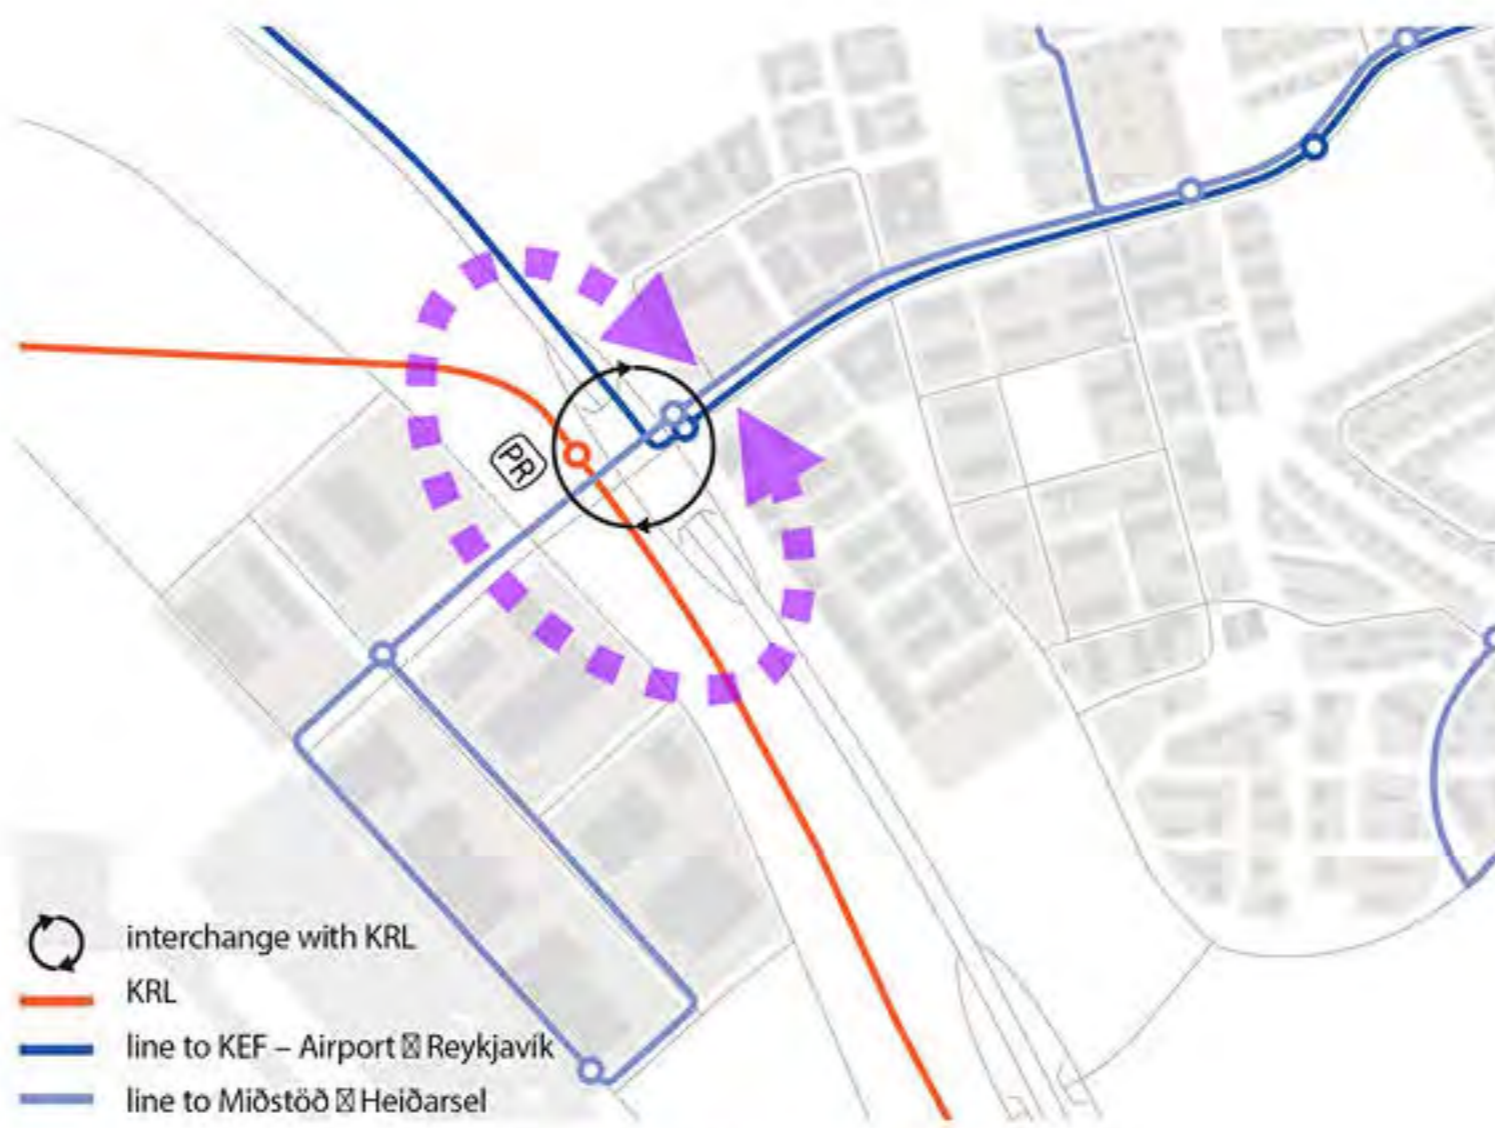 PR
interchange with KRL
KRL
line to KEF – Airport ⌧ Reykjavík
line to Miðstöð ⌧ Heiðarsel